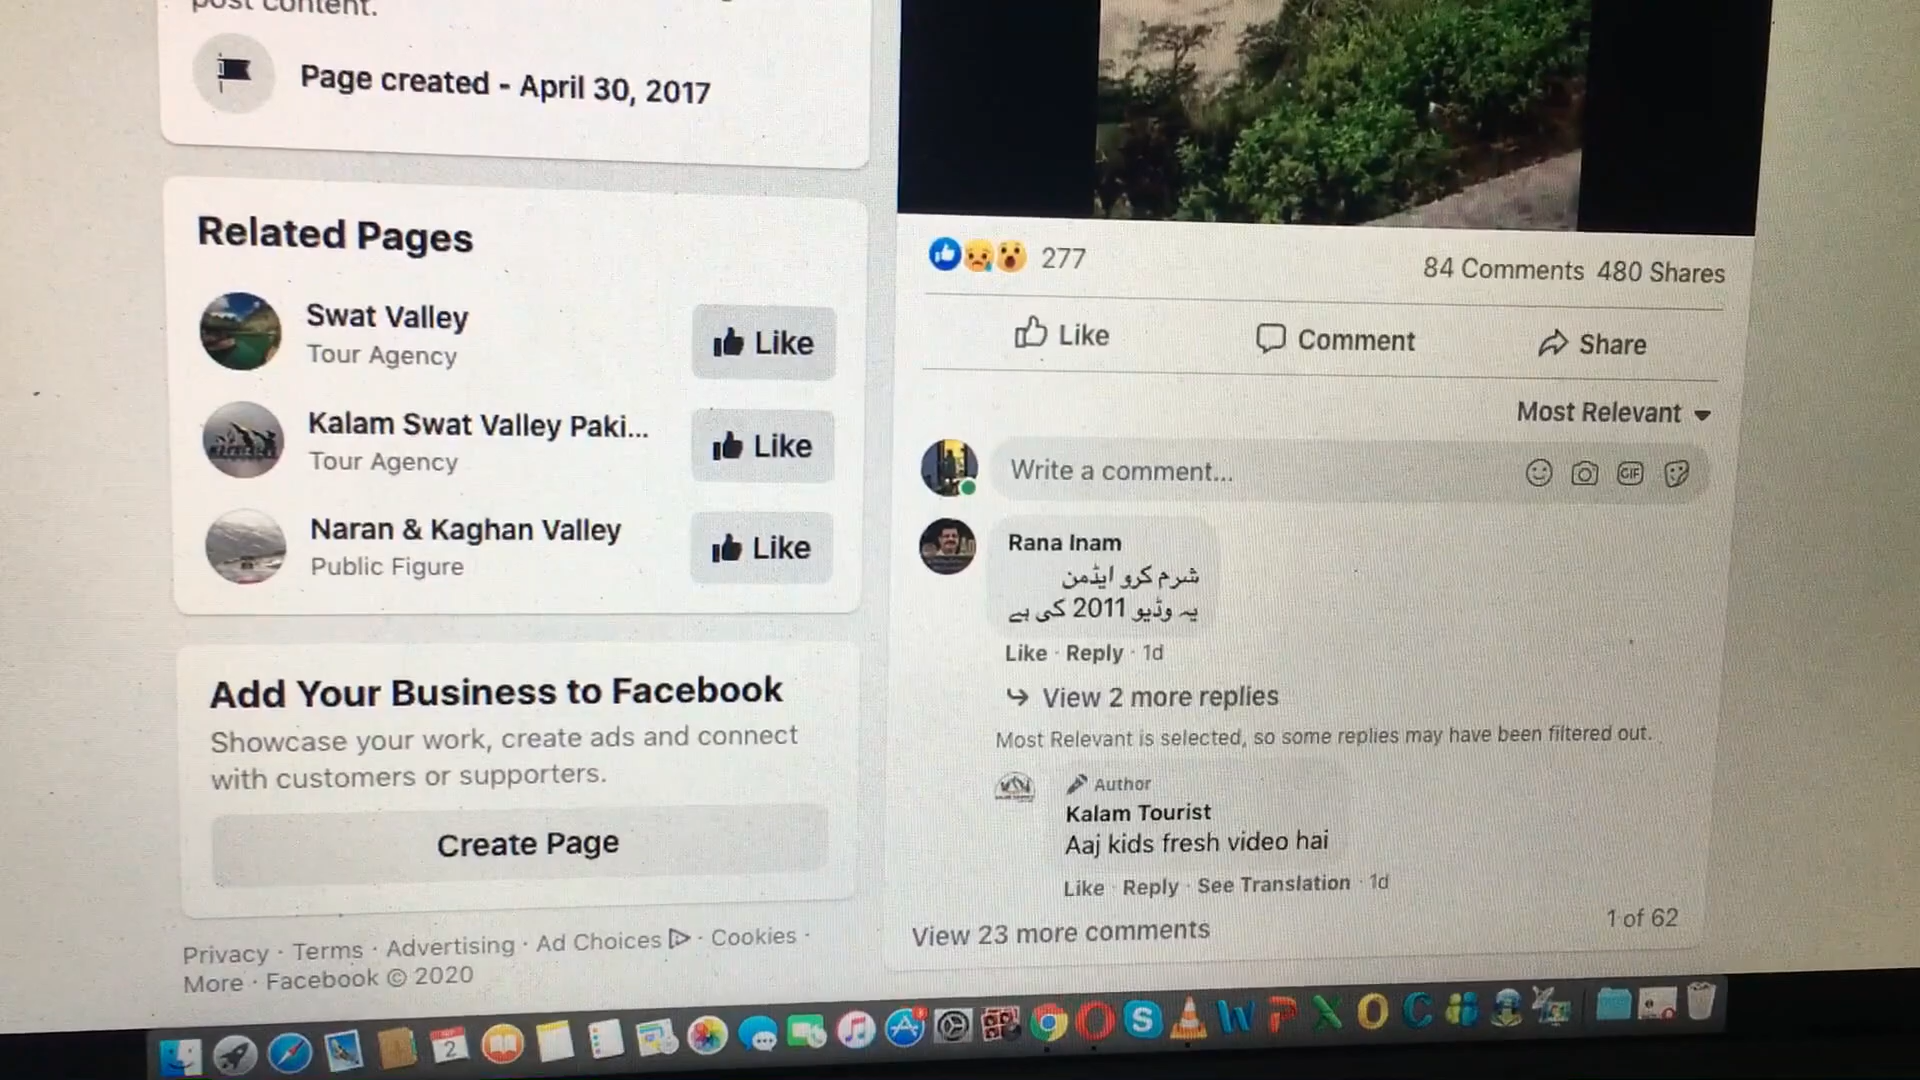 post content.
Page created - April 30, 2017
Related Pages
Swat Valley
Tour Agency
Like
Kalam Swat Valley Paki...
Tour Agency
Like
Naran & Kaghan Valley
Public Figure
Like
Add Your Business to Facebook
Showcase your work, create ads and connect
with customers or supporters.
Create Page
Privacy · Terms · Advertising · Ad Choices · Cookies ·
More · Facebook © 2020
277
84 Comments 480 Shares
Like
Comment
Share
Most Relevant
Write a comment...
GIF
Rana Inam
شرم کرو ایڈمن
یہ وڈیو 2011 کی ہے
Like · Reply · 1d
View 2 more replies
Most Relevant is selected, so some replies may have been filtered out.
Author
Kalam Tourist
Aaj kids fresh video hai
Like · Reply · See Translation · 1d
View 23 more comments
1 of 62
2